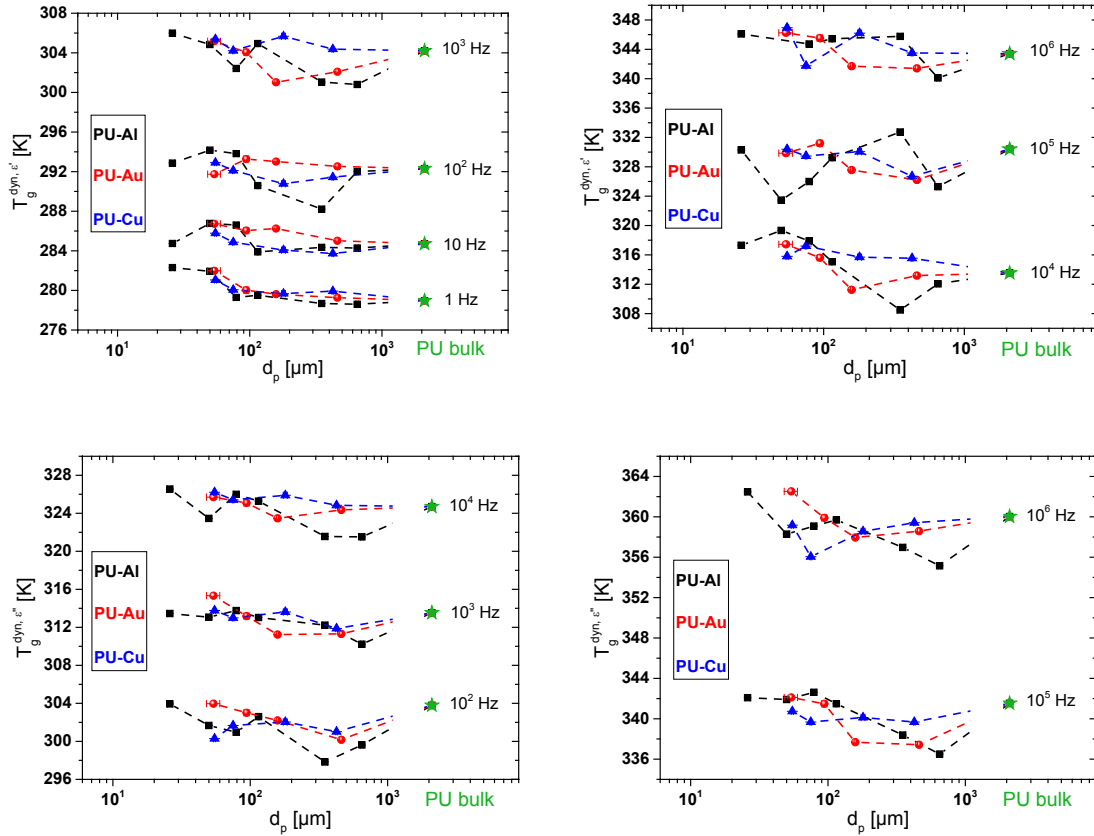 T_g^dyn, ε' [K]
308
304
300
296
292
288
284
280
276
PU-Al
PU-Au
PU-Cu
10³ Hz
10² Hz
10 Hz
1 Hz
10¹
10²
10³
PU bulk
d_p [µm]
T_g^dyn, ε' [K]
348
344
340
336
332
328
324
320
316
312
308
PU-Al
PU-Au
PU-Cu
10⁶ Hz
10⁵ Hz
10⁴ Hz
10¹
10²
10³
PU bulk
d_p [µm]
T_g^dyn, ε" [K]
328
324
320
316
312
308
304
300
296
PU-Al
PU-Au
PU-Cu
10⁴ Hz
10³ Hz
10² Hz
10¹
10²
10³
PU bulk
d_p [µm]
T_g^dyn, ε" [K]
364
360
356
352
348
344
340
336
PU-Al
PU-Au
PU-Cu
10⁶ Hz
10⁵ Hz
10¹
10²
10³
PU bulk
d_p [µm]